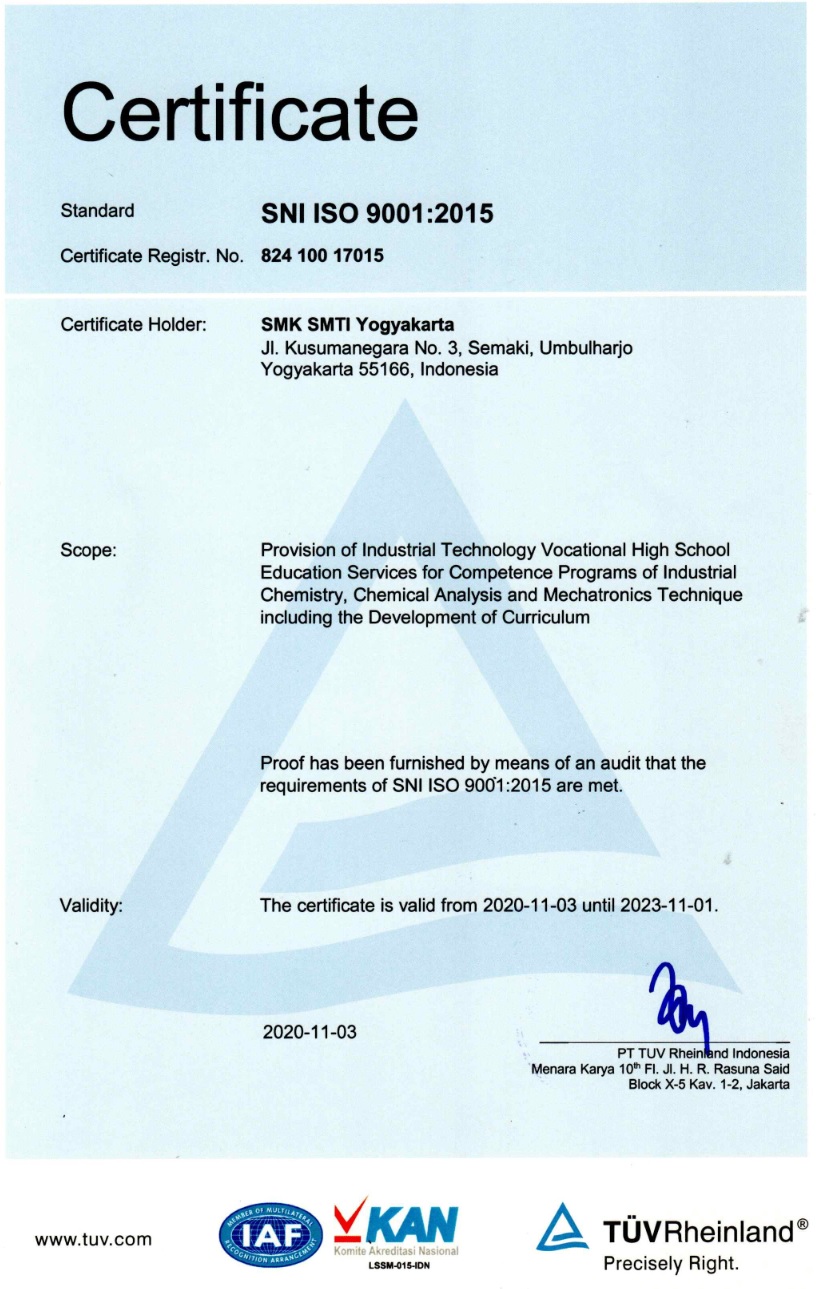 Certificate
Standard SNI ISO 9001:2015
Certificate Registr. No. 824 100 17015
Certificate Holder: SMK SMTI Yogyakarta
Jl. Kusumanegara No. 3, Semaki, Umbulharjo
Yogyakarta 55166, Indonesia
Scope: Provision of Industrial Technology Vocational High School
Education Services for Competence Programs of Industrial
Chemistry, Chemical Analysis and Mechatronics Technique
including the Development of Curriculum
Proof has been furnished by means of an audit that the
requirements of SNI ISO 9001:2015 are met.
Validity: The certificate is valid from 2020-11-03 until 2023-11-01.
2020-11-03
PT TUV Rheinland Indonesia
Menara Karya 10th Fl. Jl. H. R. Rasuna Said
Block X-5 Kav. 1-2, Jakarta
www.tuv.com
MEMBER OF MULTILATERAL
IAF
RECOGNITION ARRANGEMENT
KAN
Komite Akreditasi Nasional
LSSM-015-IDN
TÜVRheinland®
Precisely Right.